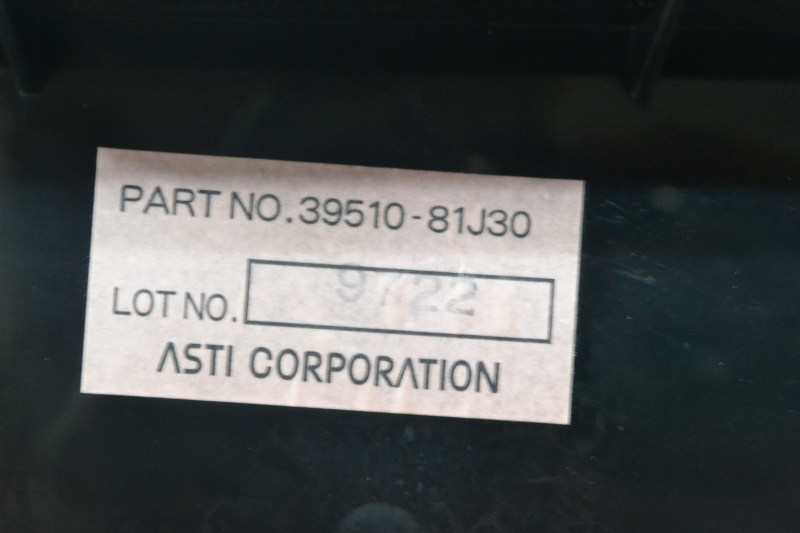 PART NO. 39510-81J30
LOT NO. 9722
ASTI CORPORATION